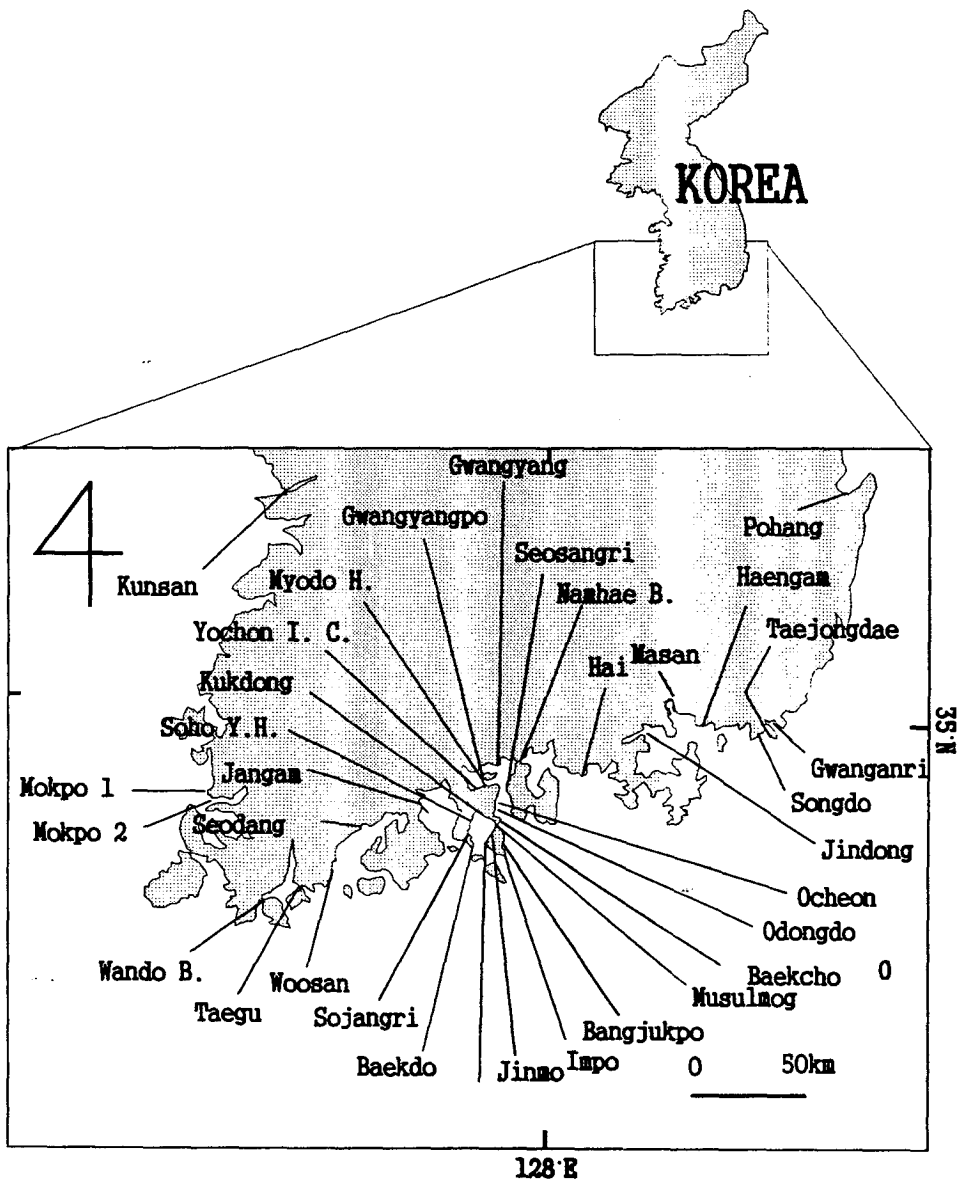 KOREA
Gwangyang
Gwangyangpo
Pohang
Seosangri
Kunsan
Myodo H.
Namhae B.
Haengam
Yochon I. C.
Taejongdae
Hai
Masan
Kukdong
Soho Y.H.
35°N
Jangam
Gwanganri
Mokpo 1
Songdo
Mokpo 2
Seodang
Jindong
Ocheon
Odongdo
Wando B.
Woosan
Baekcho
0
Musulmog
Taegu
Sojangri
Bangjukpo
Baekdo
Jinmo
Impo
0
50km
128°E